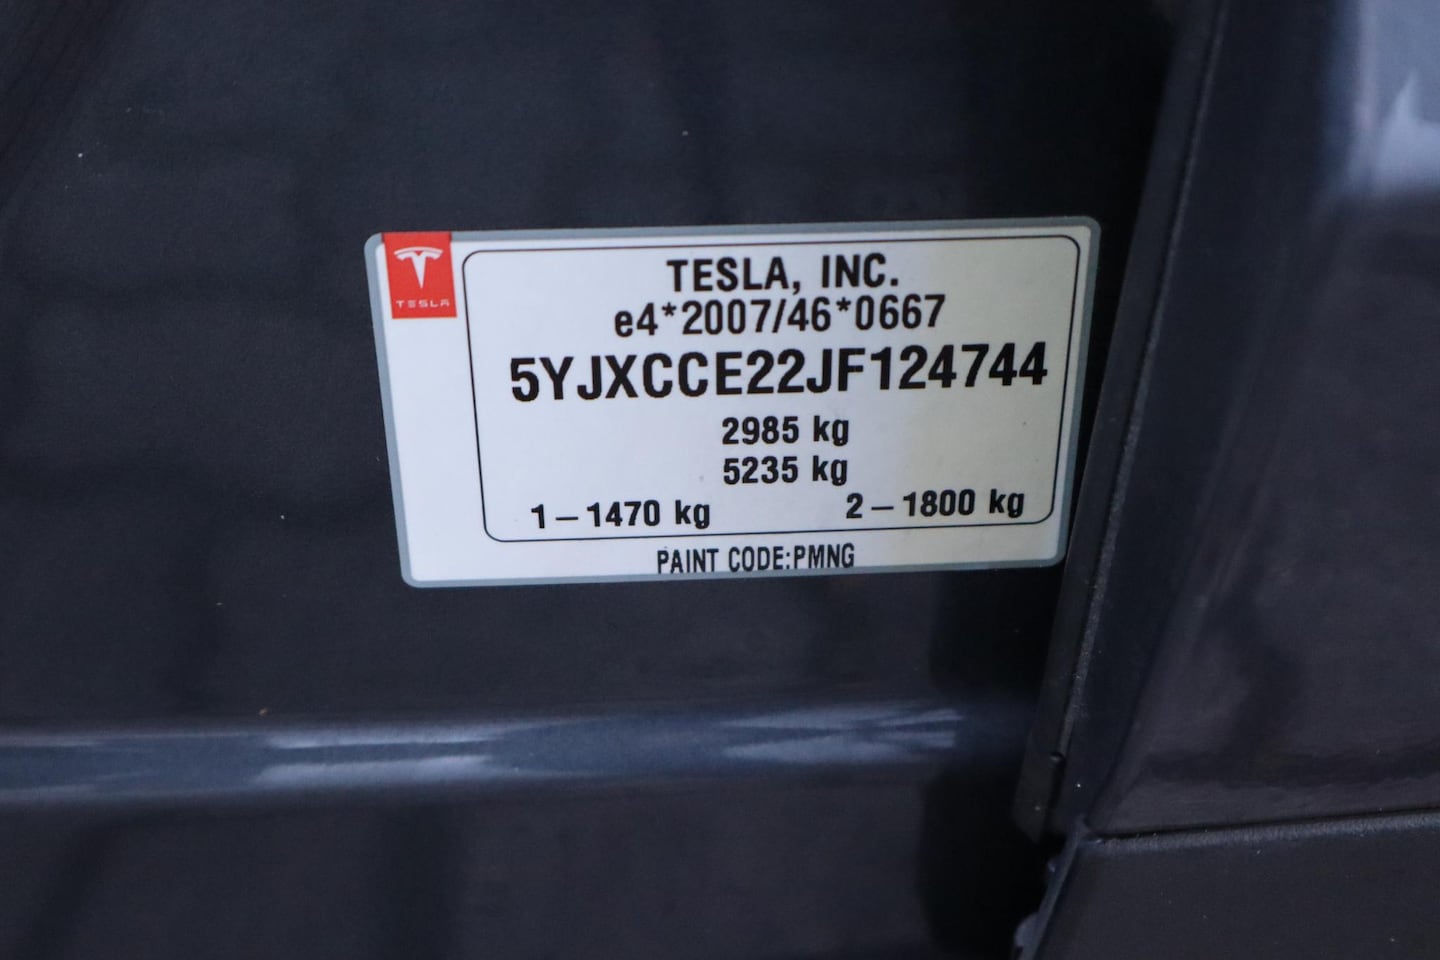 TESLA
TESLA, INC.
e4*2007/46*0667
5YJXCCE22JF124744
2985 kg
5235 kg
1–1470 kg 2–1800 kg
PAINT CODE:PMNG